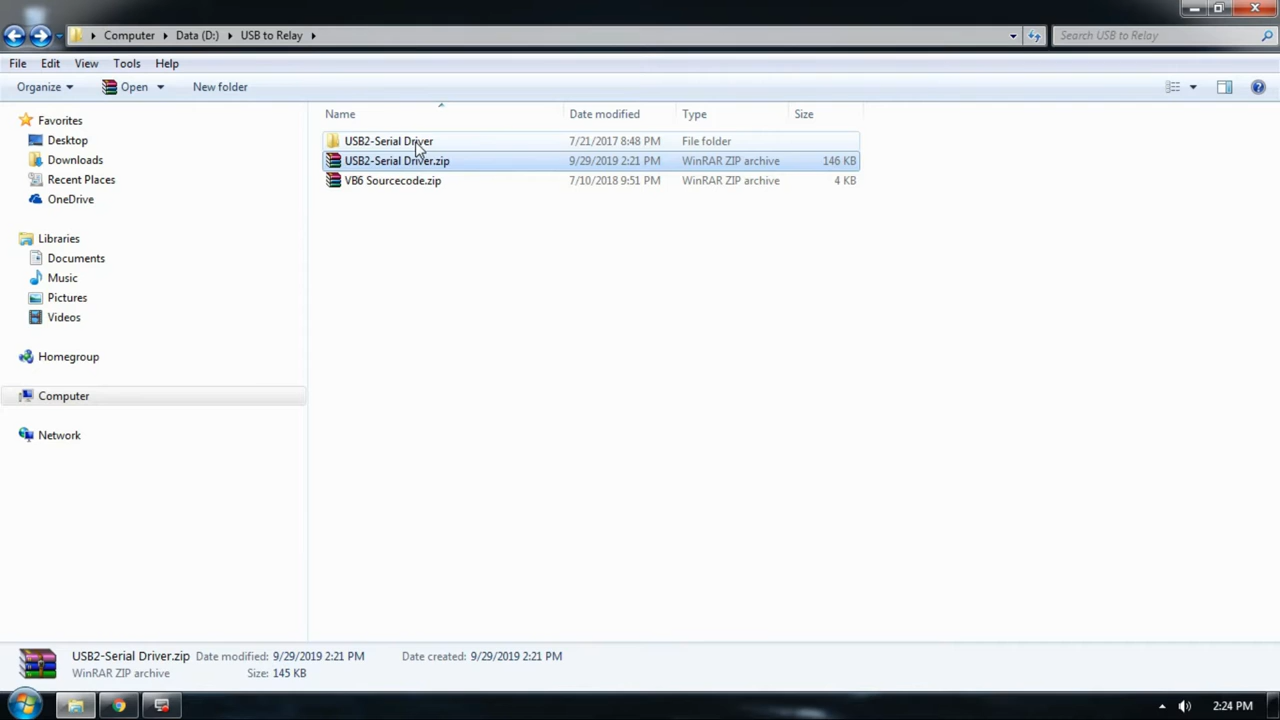 Computer Data (D:) USB to Relay Search USB to Relay
File Edit View Tools Help
Organize Open New folder
Name Date modified Type Size
USB2-Serial Driver 7/21/2017 8:48 PM File folder
USB2-Serial Driver.zip 9/29/2019 2:21 PM WinRAR ZIP archive 146 KB
VB6 Sourcecode.zip 7/10/2018 9:51 PM WinRAR ZIP archive 4 KB
Favorites
Desktop
Downloads
Recent Places
OneDrive
Libraries
Documents
Music
Pictures
Videos
Homegroup
Computer
Network
USB2-Serial Driver.zip Date modified: 9/29/2019 2:21 PM Date created: 9/29/2019 2:21 PM
WinRAR ZIP archive Size: 145 KB
2:24 PM